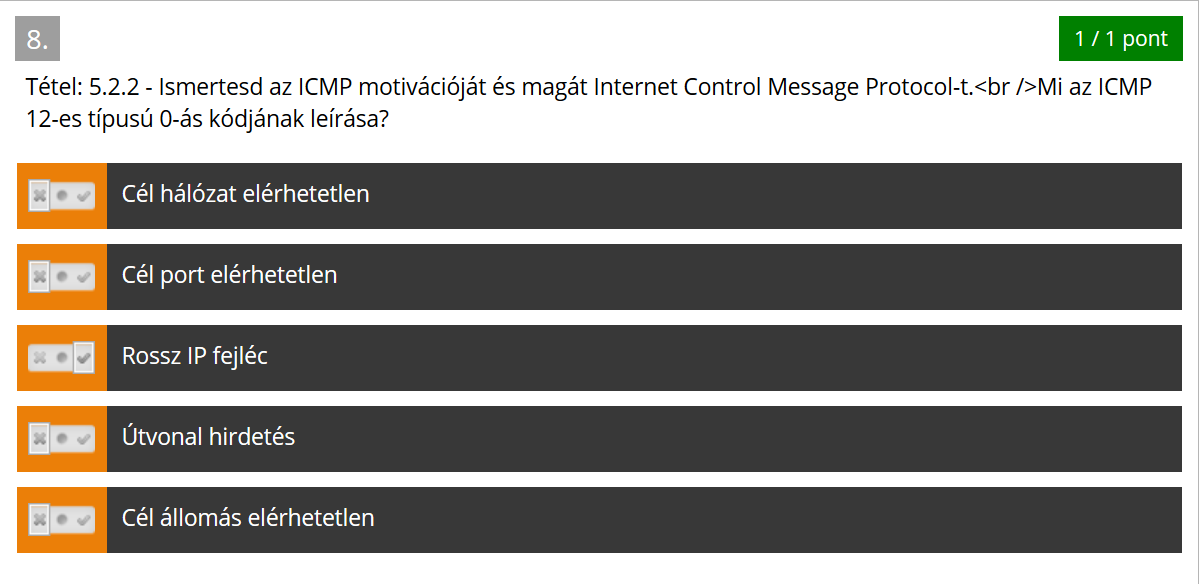 8.
1 / 1 pont
Tétel: 5.2.2 - Ismertesd az ICMP motivációját és magát Internet Control Message Protocol-t.<br />Mi az ICMP
12-es típusú 0-ás kódjának leírása?
Cél hálózat elérhetetlen
Cél port elérhetetlen
Rossz IP fejléc
Útvonal hirdetés
Cél állomás elérhetetlen